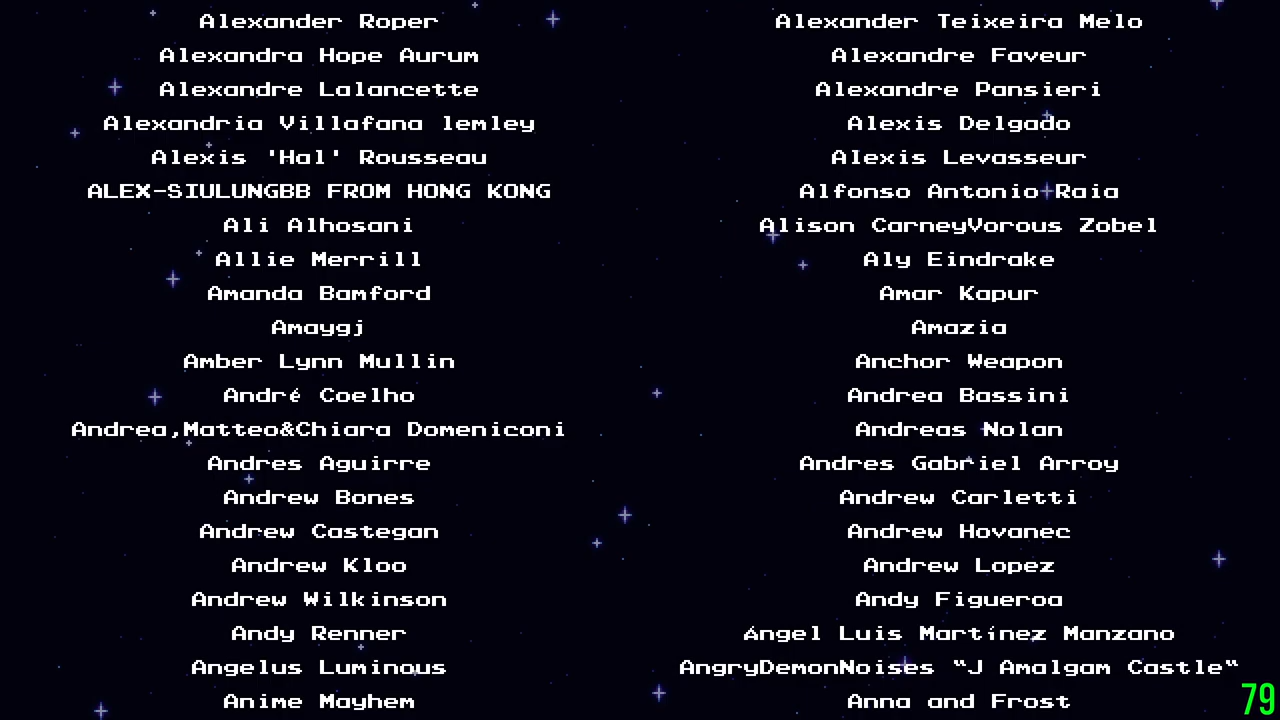 Alexander Roper
Alexander Teixeira Melo
Alexandra Hope Aurum
Alexandre Faveur
Alexandre Lalancette
Alexandre Pansieri
Alexandria Villafana lemley
Alexis Delgado
Alexis 'Hal' Rousseau
Alexis Levasseur
ALEX-SIULUNGBB FROM HONG KONG
Alfonso Antonio Raia
Ali Alhosani
Alison CarneyVorous Zobel
Allie Merrill
Aly Eindrake
Amanda Bamford
Amar Kapur
Amaygj
Amazia
Amber Lynn Mullin
Anchor Weapon
André Coelho
Andrea Bassini
Andrea,Matteo&Chiara Domeniconi
Andreas Nolan
Andres Aguirre
Andres Gabriel Arroy
Andrew Bones
Andrew Carletti
Andrew Castegan
Andrew Hovanec
Andrew Kloo
Andrew Lopez
Andrew Wilkinson
Andy Figueroa
Andy Renner
Ángel Luis Martínez Manzano
Angelus Luminous
AngryDemonNoises "J Amalgam Castle"
Anime Mayhem
Anna and Frost
79